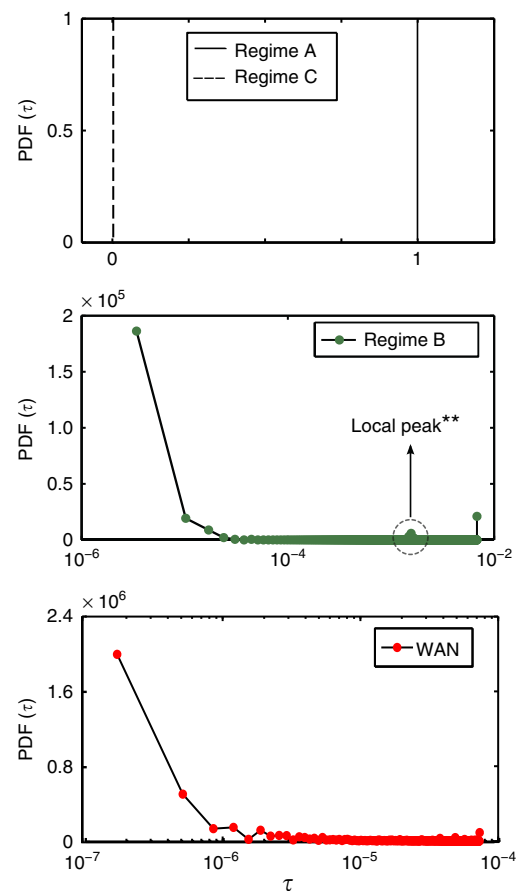 1
0.5
0
PDF (τ)
Regime A
Regime C
0
1
× 10⁵
2
1.5
1
0.5
0
PDF (τ)
Regime B
Local peak**
10⁻⁶
10⁻⁴
10⁻²
× 10⁶
2.4
1.6
0.8
0
PDF (τ)
WAN
10⁻⁷
10⁻⁶
10⁻⁵
10⁻⁴
τ